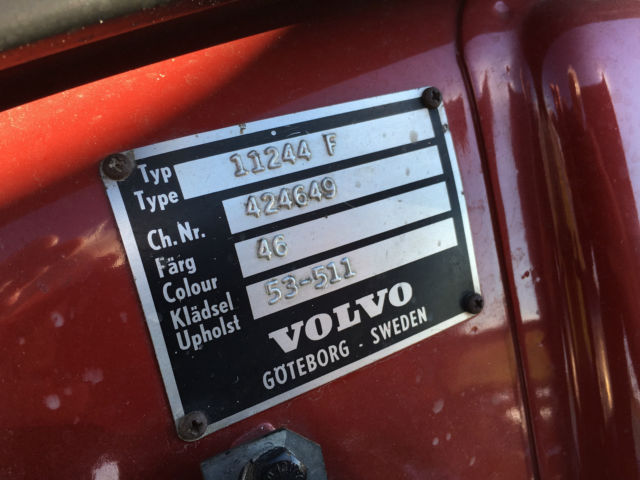 Typ 11244 F
Type
Ch.Nr. 424649
Färg 46
Colour
Klädsel 53-511
Upholst
VOLVO
GÖTEBORG - SWEDEN